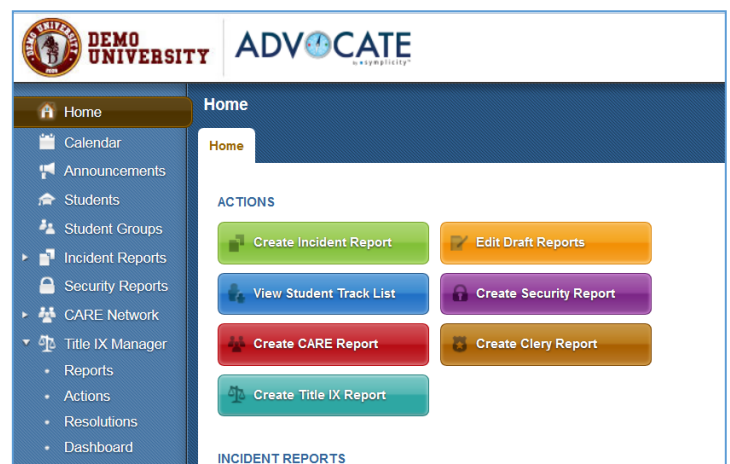 DEMO
UNIVERSITY
ADVOCATE
by symplicity
Home
Calendar
Announcements
Students
Student Groups
Incident Reports
Security Reports
CARE Network
Title IX Manager
Reports
Actions
Resolutions
Dashboard
Home
Home
ACTIONS
Create Incident Report
Edit Draft Reports
View Student Track List
Create Security Report
Create CARE Report
Create Clery Report
Create Title IX Report
INCIDENT REPORTS